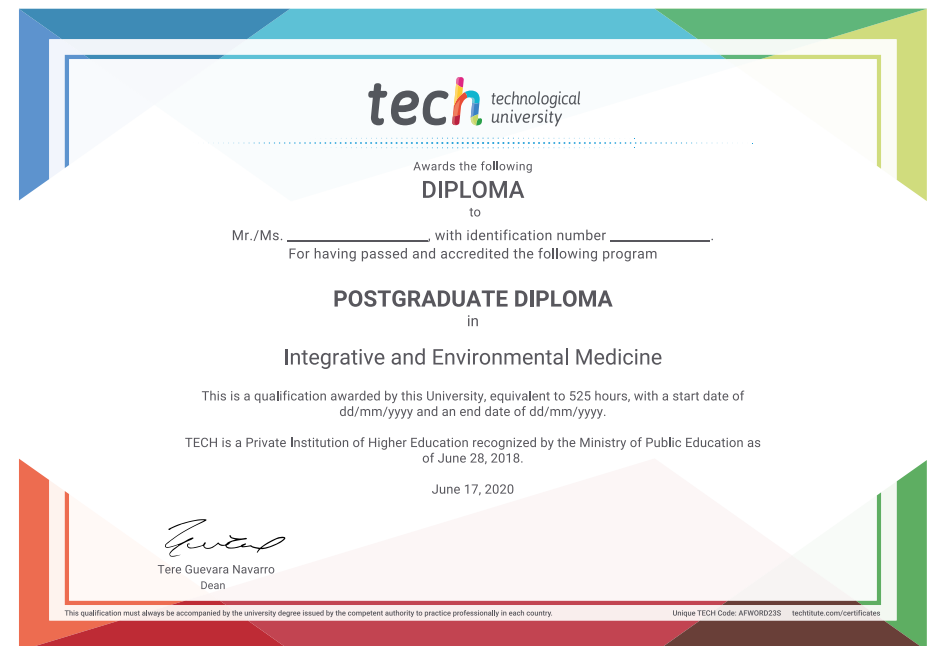 tech technological
university
Awards the following
DIPLOMA
to
Mr./Ms. ____________________, with identification number ______________.
For having passed and accredited the following program
POSTGRADUATE DIPLOMA
in
Integrative and Environmental Medicine
This is a qualification awarded by this University, equivalent to 525 hours, with a start date of
dd/mm/yyyy and an end date of dd/mm/yyyy.
TECH is a Private Institution of Higher Education recognized by the Ministry of Public Education as
of June 28, 2018.
June 17, 2020
Tere Guevara Navarro
Dean
This qualification must always be accompanied by the university degree issued by the competent authority to practice professionally in each country.
Unique TECH Code: AFWORD23S techtitute.com/certificates